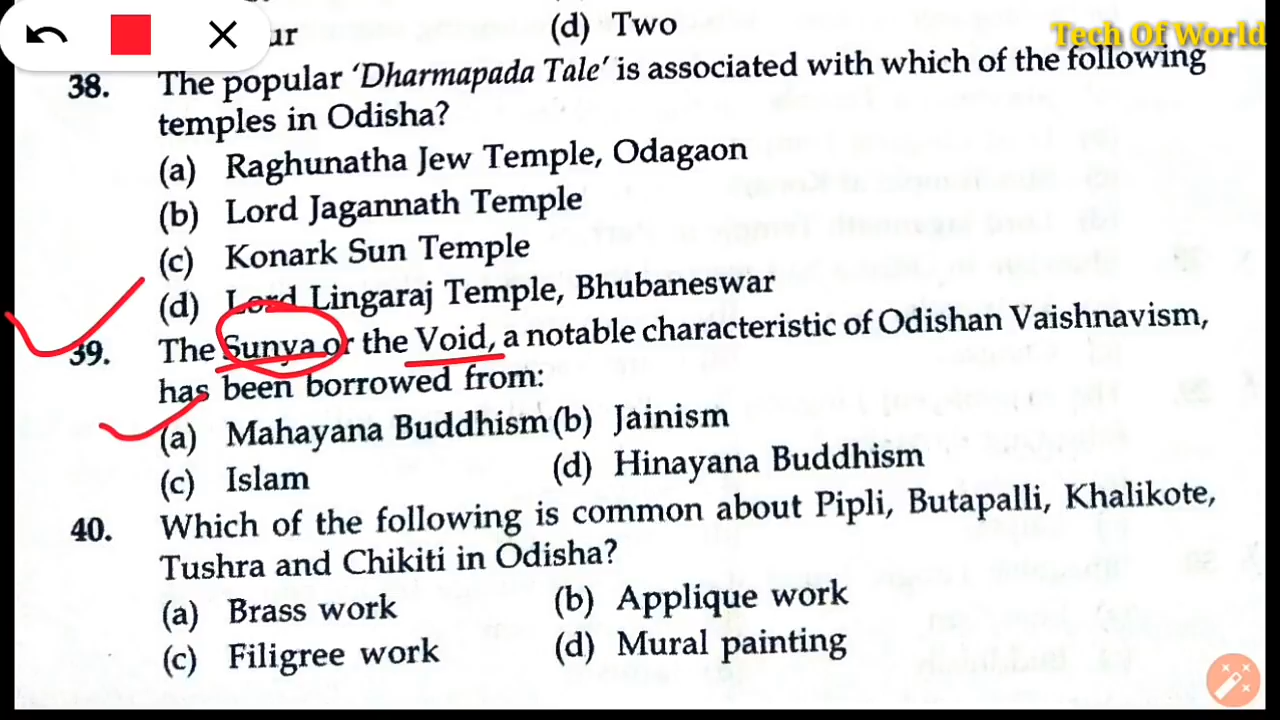 ur
(d) Two
Tech Of World
38. The popular 'Dharmapada Tale' is associated with which of the following
temples in Odisha?
(a) Raghunatha Jew Temple, Odagaon
(b) Lord Jagannath Temple
(c) Konark Sun Temple
(d) Lord Lingaraj Temple, Bhubaneswar
39. The Sunya or the Void, a notable characteristic of Odishan Vaishnavism,
has been borrowed from:
(a) Mahayana Buddhism (b) Jainism
(c) Islam (d) Hinayana Buddhism
40. Which of the following is common about Pipli, Butapalli, Khalikote,
Tushra and Chikiti in Odisha?
(a) Brass work (b) Applique work
(c) Filigree work (d) Mural painting